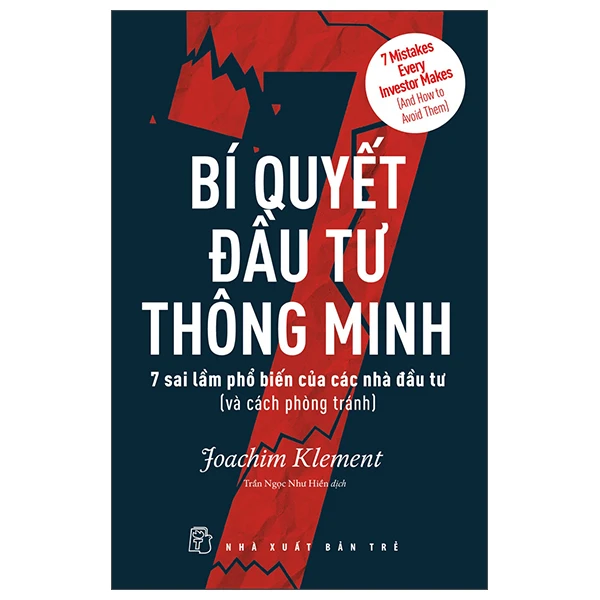 7 Mistakes
Every
Investor Makes
(And How to
Avoid Them)
BÍ QUYẾT
ĐẦU TƯ
THÔNG MINH
7 sai lầm phổ biến của các nhà đầu tư
(và cách phòng tránh)
Joachim Klement
Trần Ngọc Như Hiền dịch
NHÀ XUẤT BẢN TRẺ